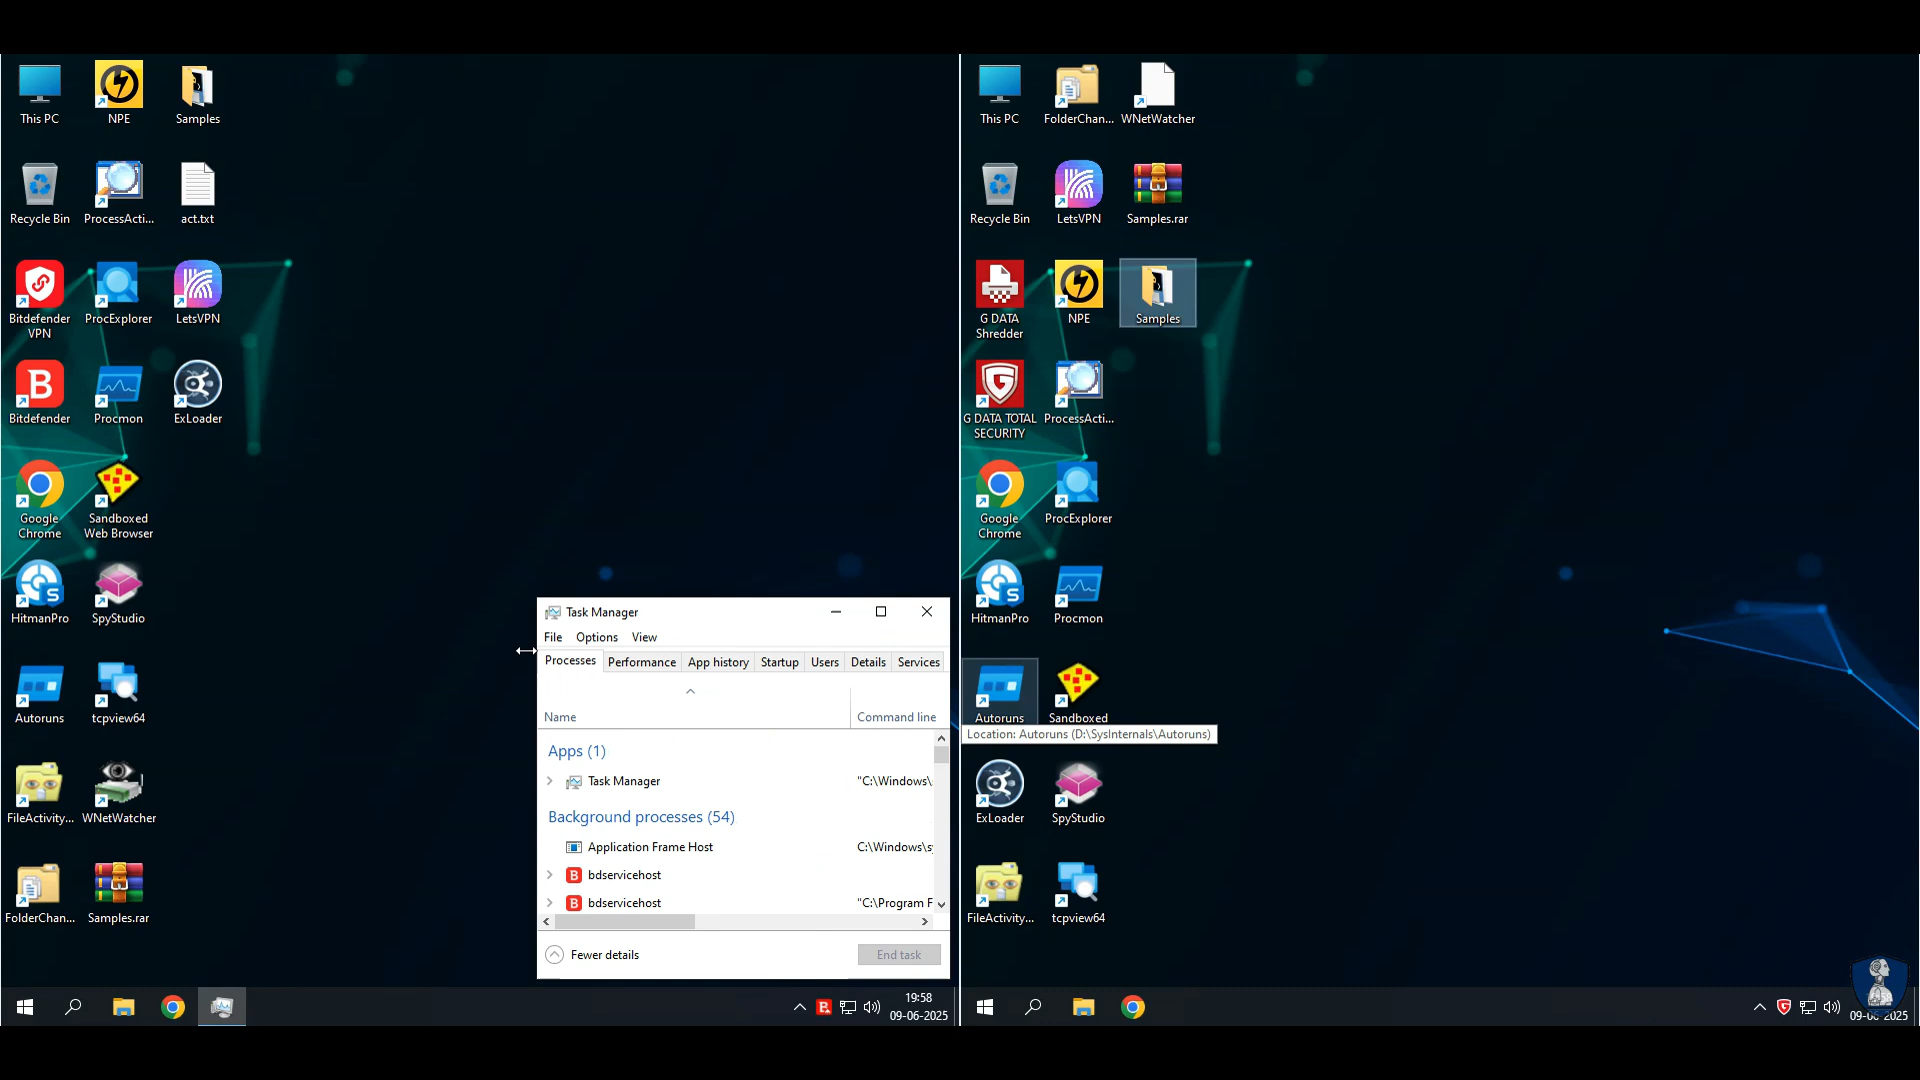 This PC
NPE
Samples
Recycle Bin
ProcessActi...
act.txt
Bitdefender
VPN
ProcExplorer
LetsVPN
Bitdefender
Procmon
ExLoader
Google
Chrome
Sandboxed
Web Browser
HitmanPro
SpyStudio
Autoruns
tcpview64
FileActivity...
WNetWatcher
FolderChan...
Samples.rar
Task Manager
File Options View
Processes Performance App history Startup Users Details Services
Name Command line
Apps (1)
Task Manager "C:\Windows\
Background processes (54)
Application Frame Host C:\Windows\s
bdservicehost
bdservicehost "C:\Program F
Fewer details End task
19:58
09-06-2025
This PC
FolderChan...
WNetWatcher
Recycle Bin
LetsVPN
Samples.rar
G DATA
Shredder
NPE
Samples
G DATA TOTAL
SECURITY
ProcessActi...
Google
Chrome
ProcExplorer
HitmanPro
Procmon
Autoruns
Sandboxed
Location: Autoruns (D:\SysInternals\Autoruns)
ExLoader
SpyStudio
FileActivity...
tcpview64
09-06-2025